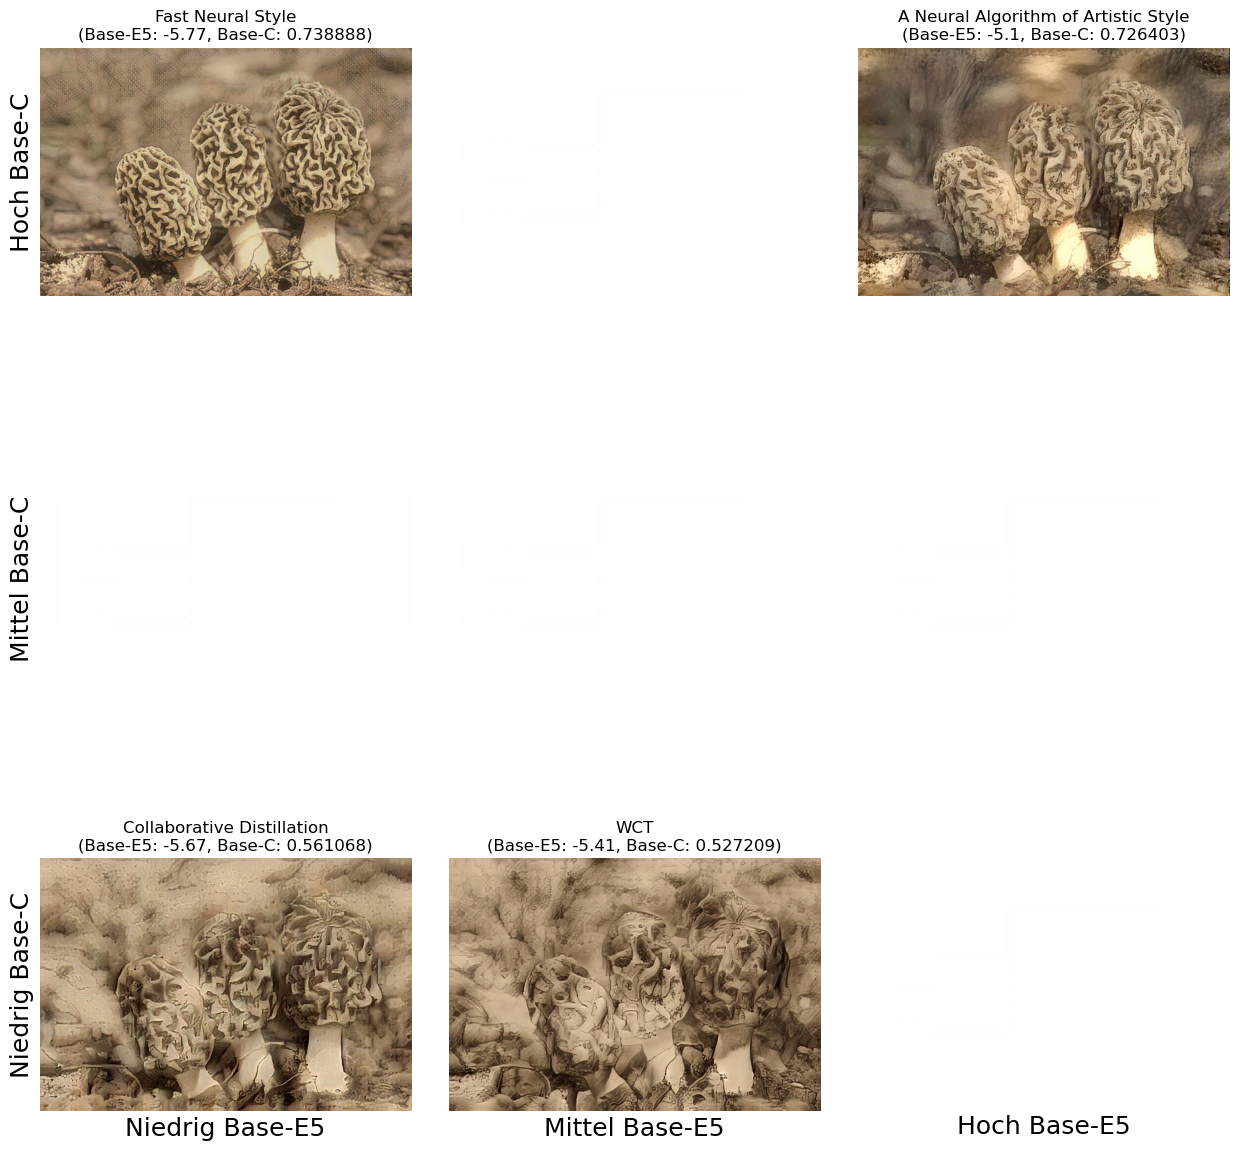 Fast Neural Style
(Base-E5: -5.77, Base-C: 0.738888)
A Neural Algorithm of Artistic Style
(Base-E5: -5.1, Base-C: 0.726403)
Hoch Base-C
Mittel Base-C
Collaborative Distillation
(Base-E5: -5.67, Base-C: 0.561068)
WCT
(Base-E5: -5.41, Base-C: 0.527209)
Niedrig Base-C
Niedrig Base-E5
Mittel Base-E5
Hoch Base-E5